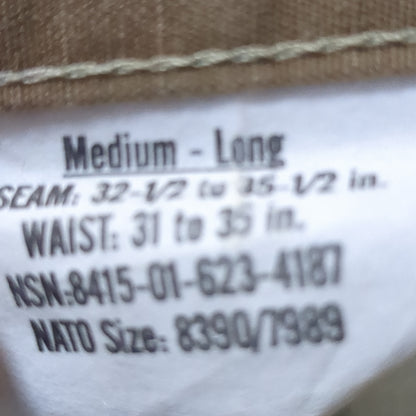 Medium - Long
SEAM: 32-1/2 to 35-1/2 in.
WAIST: 31 to 35 in.
NSN:8415-01-623-4187
NATO Size: 8390/7989